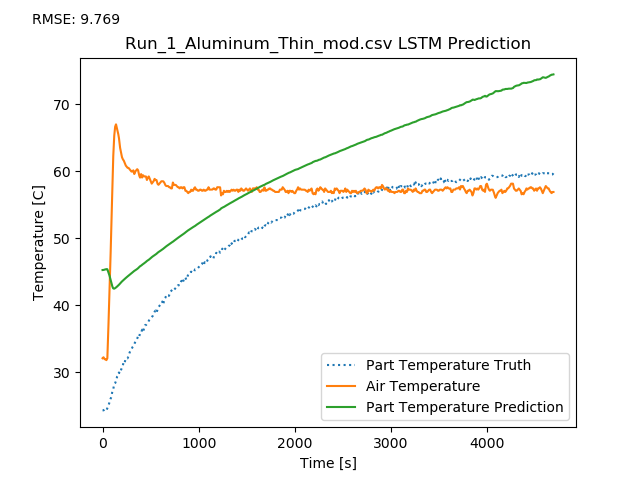 RMSE: 9.769
Run_1_Aluminum_Thin_mod.csv LSTM Prediction
Temperature [C]
70
60
50
40
30
Part Temperature Truth
Air Temperature
Part Temperature Prediction
0
1000
2000
3000
4000
Time [s]